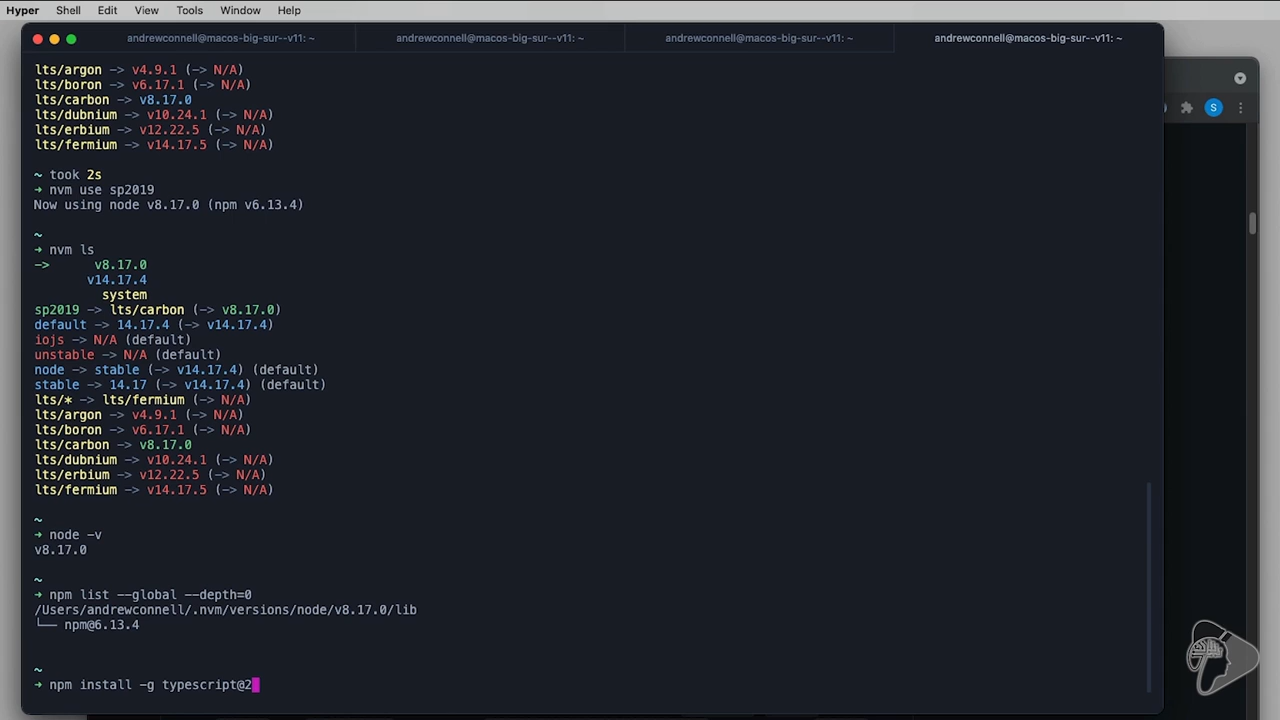 Hyper Shell Edit View Tools Window Help
andrewconnell@macos-big-sur--v11: ~ andrewconnell@macos-big-sur--v11: ~ andrewconnell@macos-big-sur--v11: ~ andrewconnell@macos-big-sur--v11: ~
lts/argon -> v4.9.1 (-> N/A)
lts/boron -> v6.17.1 (-> N/A)
lts/carbon -> v8.17.0
S
lts/dubnium -> v10.24.1 (-> N/A)
lts/erbium -> v12.22.5 (-> N/A)
lts/fermium -> v14.17.5 (-> N/A)
~ took 2s
➜ nvm use sp2019
Now using node v8.17.0 (npm v6.13.4)
~
➜ nvm ls
-> v8.17.0
v14.17.4
system
sp2019 -> lts/carbon (-> v8.17.0)
default -> 14.17.4 (-> v14.17.4)
iojs -> N/A (default)
unstable -> N/A (default)
node -> stable (-> v14.17.4) (default)
stable -> 14.17 (-> v14.17.4) (default)
lts/* -> lts/fermium (-> N/A)
lts/argon -> v4.9.1 (-> N/A)
lts/boron -> v6.17.1 (-> N/A)
lts/carbon -> v8.17.0
lts/dubnium -> v10.24.1 (-> N/A)
lts/erbium -> v12.22.5 (-> N/A)
lts/fermium -> v14.17.5 (-> N/A)
~
➜ node -v
v8.17.0
~
➜ npm list --global --depth=0
/Users/andrewconnell/.nvm/versions/node/v8.17.0/lib
└── npm@6.13.4
~
➜ npm install -g typescript@2